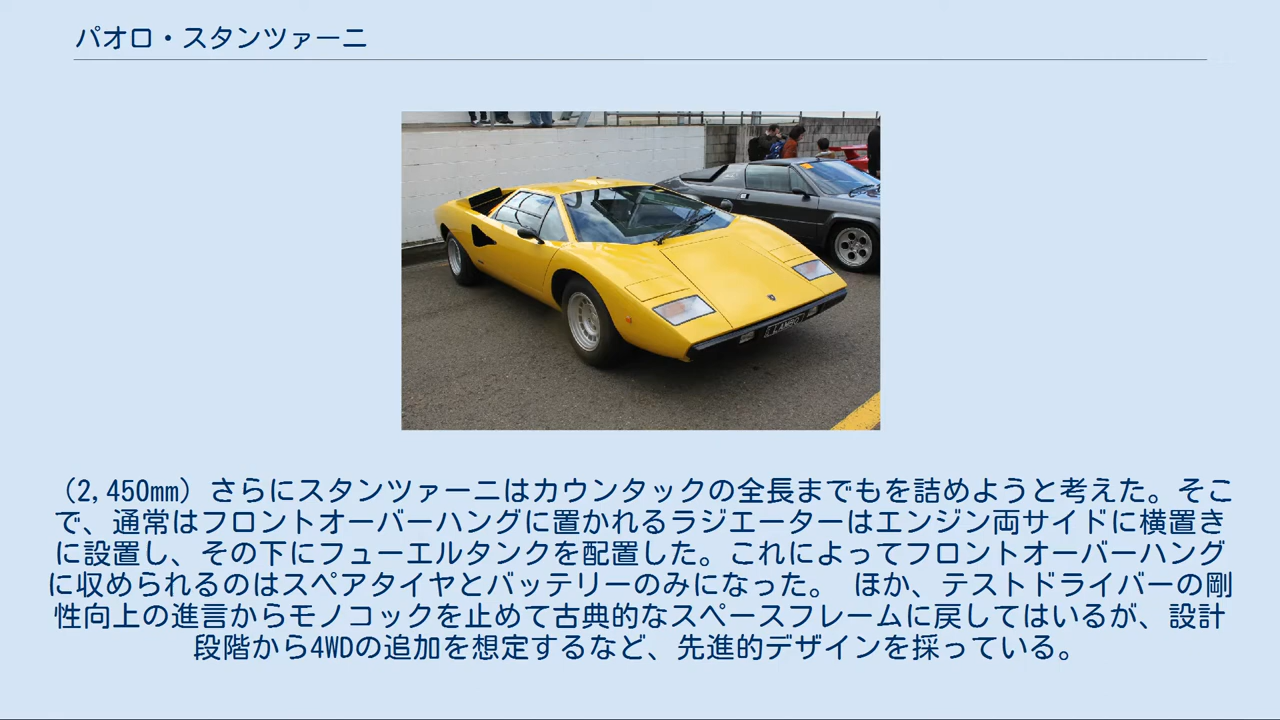 パオロ・スタンツァーニ
LAMBO
（2,450mm）さらにスタンツァーニはカウンタックの全長までもを詰めようと考えた。そこ
で、通常はフロントオーバーハングに置かれるラジエーターはエンジン両サイドに横置き
に設置し、その下にフューエルタンクを配置した。これによってフロントオーバーハング
に収められるのはスペアタイヤとバッテリーのみになった。 ほか、テストドライバーの剛
性向上の進言からモノコックを止めて古典的なスペースフレームに戻してはいるが、設計
段階から4WDの追加を想定するなど、先進的デザインを採っている。